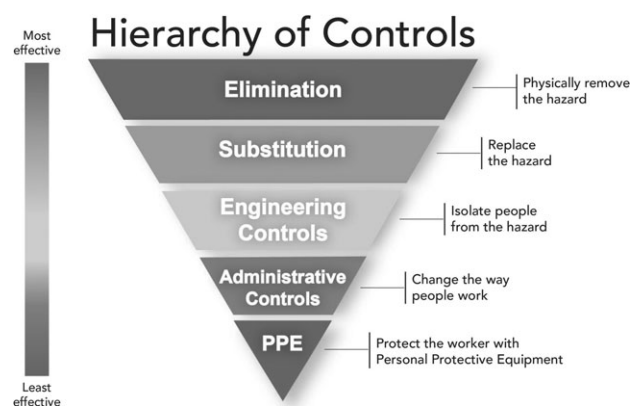 Most
effective
Hierarchy of Controls
Elimination
Physically remove
the hazard
Substitution
Replace
the hazard
Engineering
Controls
Isolate people
from the hazard
Administrative
Controls
Change the way
people work
PPE
Protect the worker with
Personal Protective Equipment
Least
effective